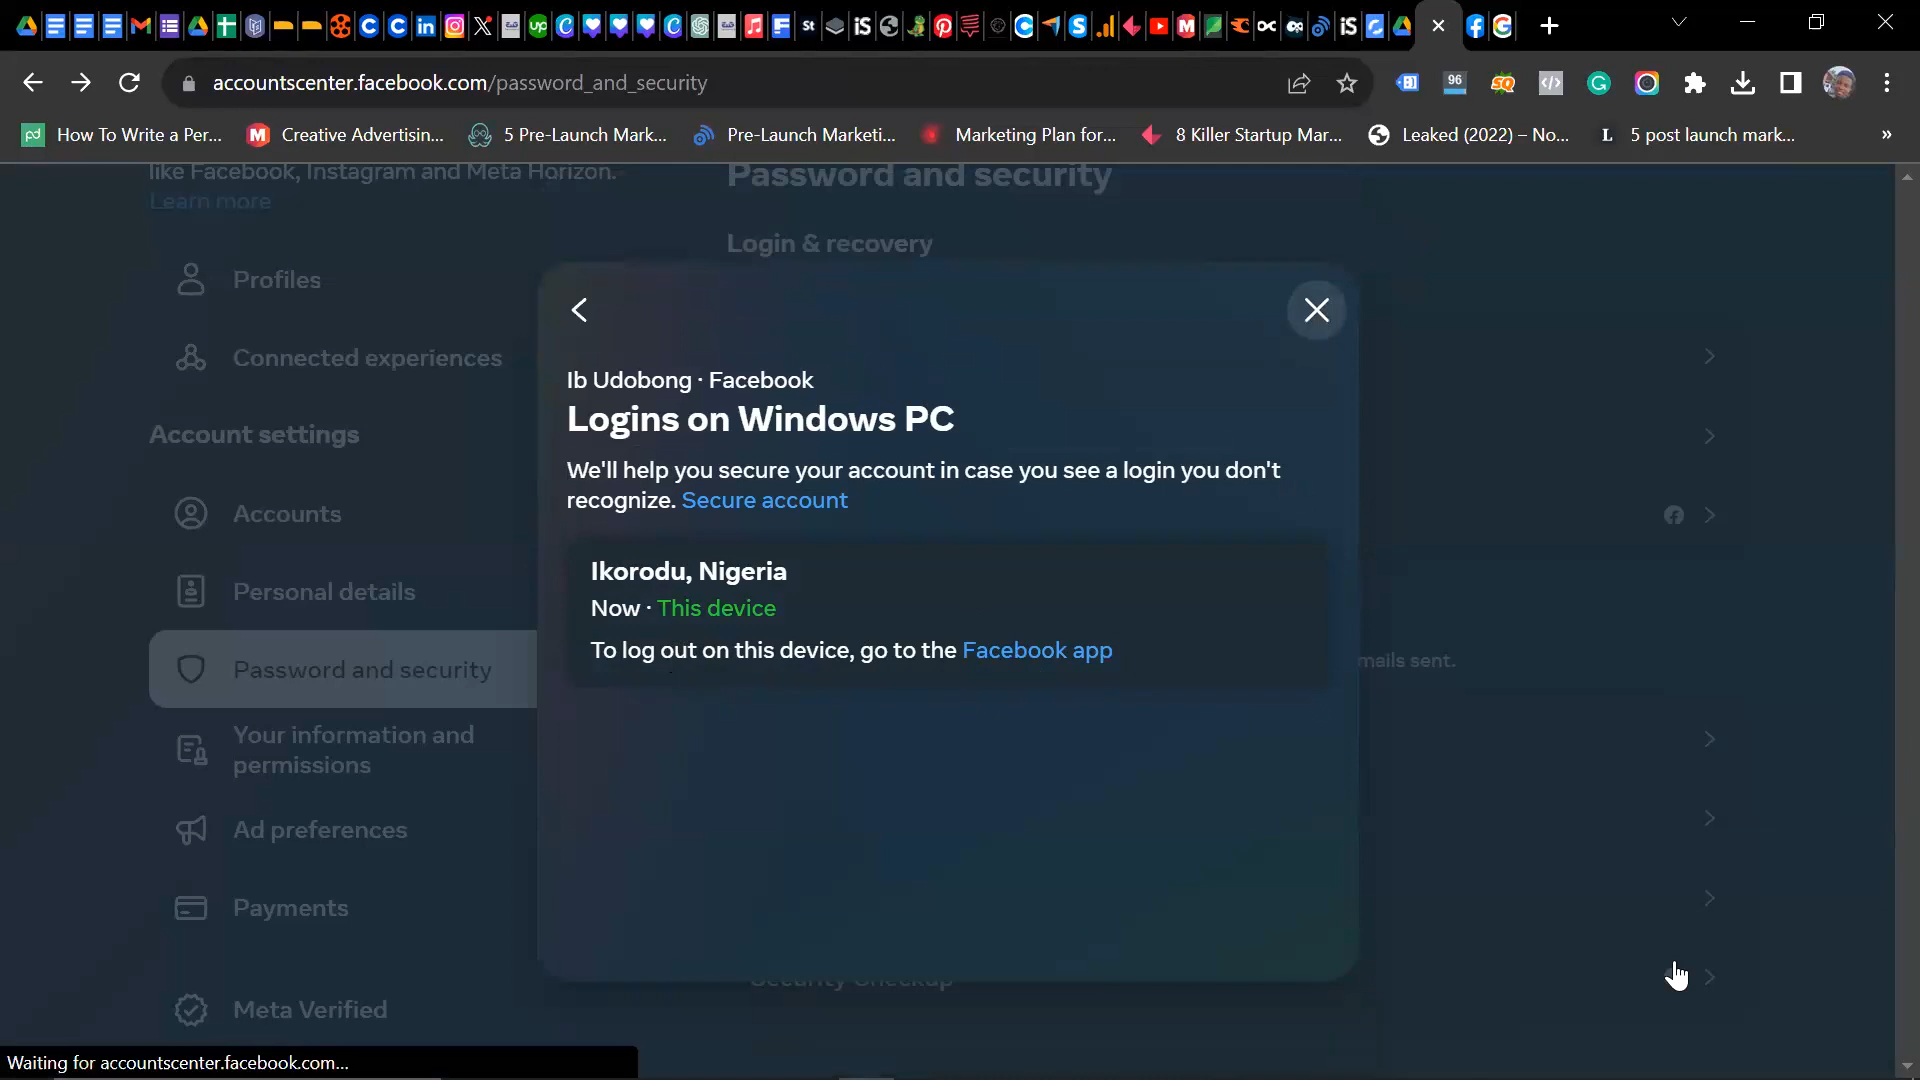 accountscenter.facebook.com/password_and_security
96
How To Write a Per...
Creative Advertisin...
5 Pre-Launch Mark...
Pre-Launch Marketi...
Marketing Plan for...
8 Killer Startup Mar...
Leaked (2022) – No...
5 post launch mark...
»
like Facebook, Instagram and Meta Horizon.
Learn more
Profiles
Connected experiences
Account settings
Accounts
Personal details
Password and security
Your information and
permissions
Ad preferences
Payments
Meta Verified
Password and security
Login & recovery
Ib Udobong · Facebook
Logins on Windows PC
We'll help you secure your account in case you see a login you don't
recognize. Secure account
Ikorodu, Nigeria
Now · This device
To log out on this device, go to the Facebook app
mails sent.
Security Checkup
Waiting for accountscenter.facebook.com...